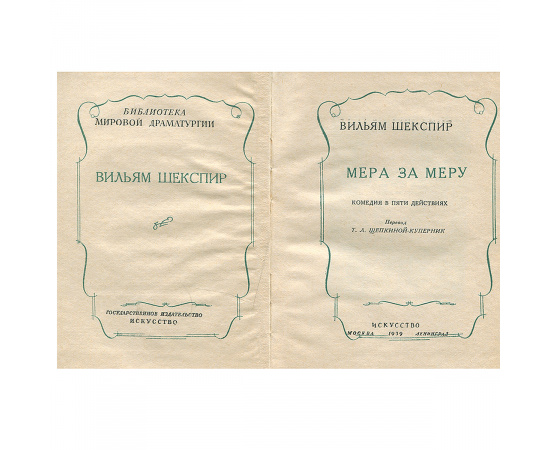 БИБЛИОТЕКА
МИРОВОЙ ДРАМАТУРГИИ
ВИЛЬЯМ ШЕКСПИР
ГОСУДАРСТВЕННОЕ ИЗДАТЕЛЬСТВО
ИСКУССТВО
ВИЛЬЯМ ШЕКСПИР
МЕРА ЗА МЕРУ
КОМЕДИЯ В ПЯТИ ДЕЙСТВИЯХ
Перевод
Т. Л. ЩЕПКИНОЙ-КУПЕРНИК
ИСКУССТВО
МОСКВА 1939 ЛЕНИНГРАД